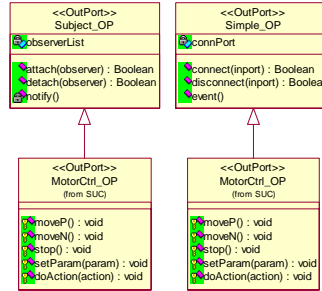 <<OutPort>>
Subject_OP
observerList
attach(observer) : Boolean
detach(observer) : Boolean
notify()
<<OutPort>>
Simple_OP
connPort
connect(inport) : Boolean
disconnect(inport) : Boolea
event()
<<OutPort>>
MotorCtrl_OP
(from SUC)
moveP() : void
moveN() : void
stop() : void
setParam(param) : void
doAction(action) : void
<<OutPort>>
MotorCtrl_OP
(from SUC)
moveP() : void
moveN() : void
stop() : void
setParam(param) : void
doAction(action) : void